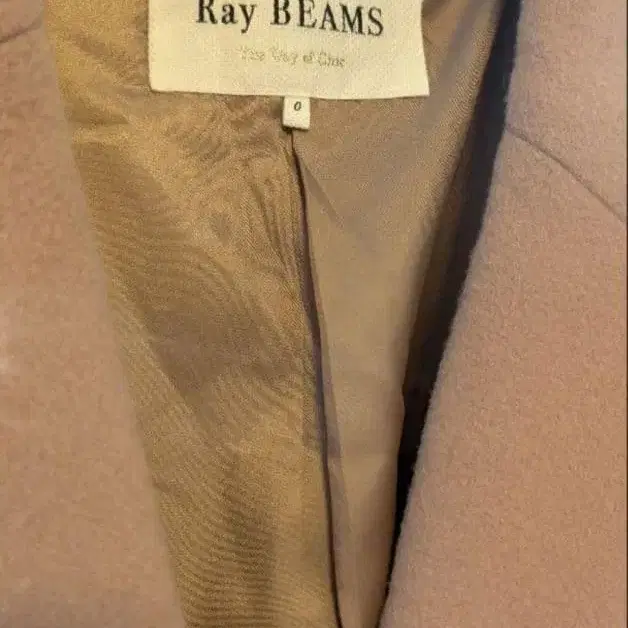 Ray BEAMS
The Way of Chic
0